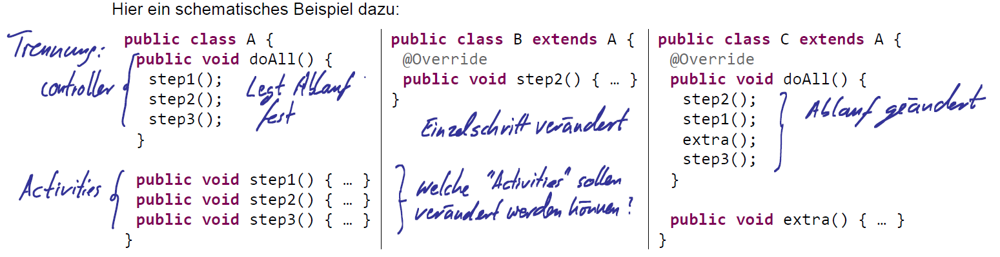 Hier ein schematisches Beispiel dazu:
Trennung:
controller
public class A {
public void doAll() {
step1();
step2();
step3();
}
Legt Ablauf
fest
Activities
public void step1() { … }
public void step2() { … }
public void step3() { … }
}
public class B extends A {
@Override
public void step2() { … }
}
Einzelschritt verändert
welche "Activities" sollen
verändert werden können?
public class C extends A {
@Override
public void doAll() {
step2();
step1();
extra();
step3();
}
Ablauf geändert
public void extra() { … }
}